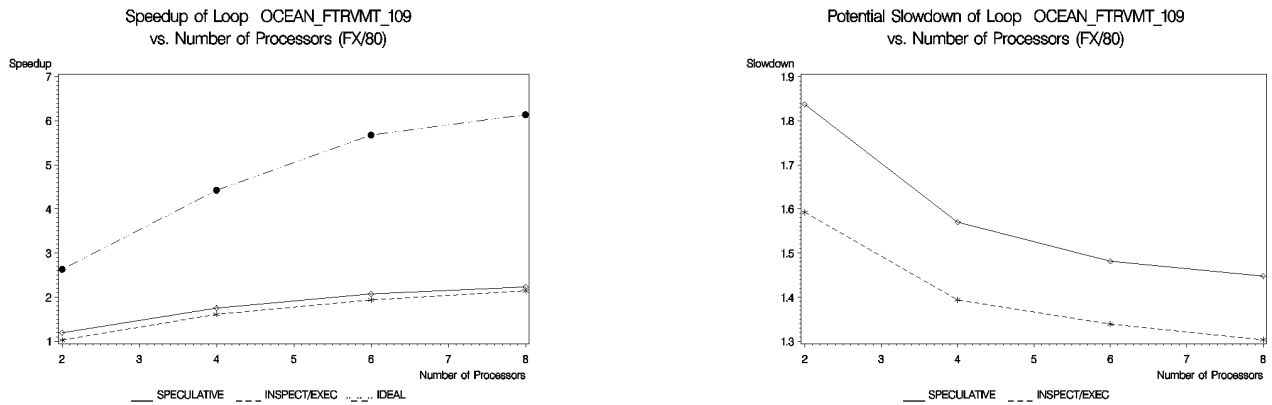 Speedup of Loop OCEAN_FTRVMT_109
vs. Number of Processors (FX/80)
Speedup
7
6
5
4
3
2
1
2 3 4 5 6 7 8
Number of Processors
SPECULATIVE INSPECT/EXEC IDEAL
Potential Slowdown of Loop OCEAN_FTRVMT_109
vs. Number of Processors (FX/80)
Slowdown
1.9
1.8
1.7
1.6
1.5
1.4
1.3
2 3 4 5 6 7 8
Number of Processors
SPECULATIVE INSPECT/EXEC